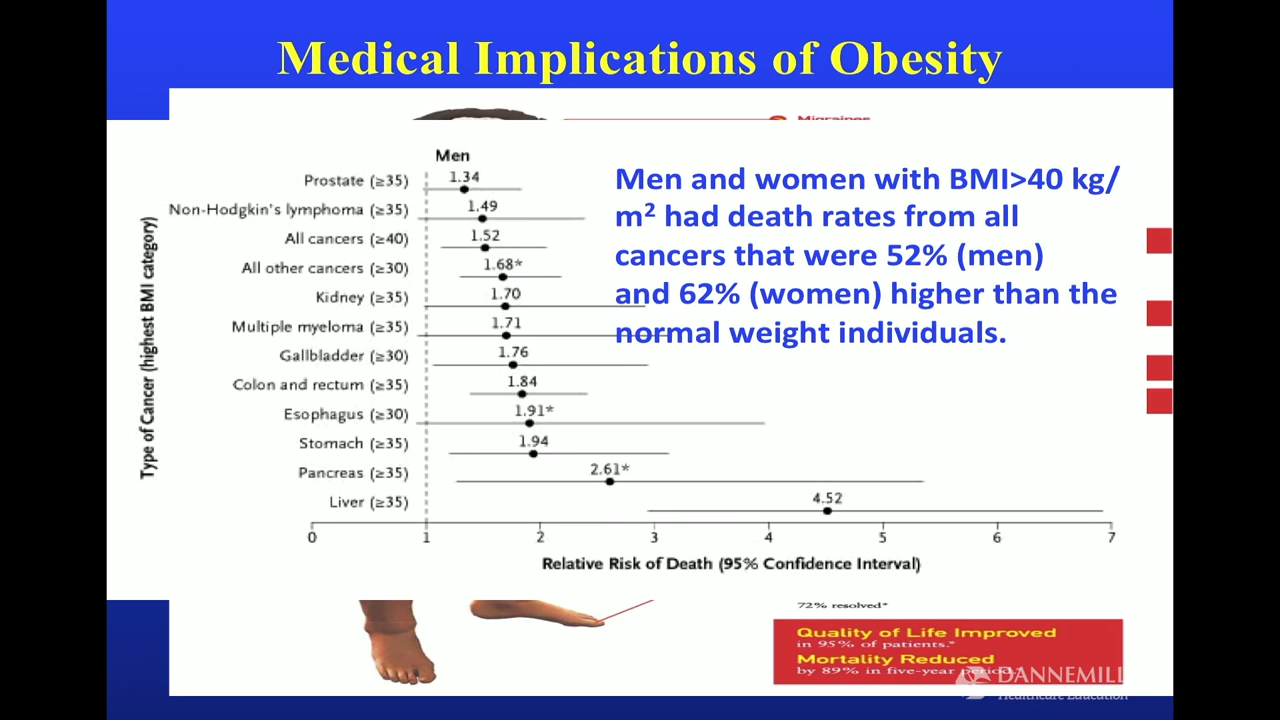 Medical Implications of Obesity
Migraines
Men
Men and women with BMI>40 kg/
m² had death rates from all
cancers that were 52% (men)
and 62% (women) higher than the
normal weight individuals.
Type of Cancer (highest BMI category)
Prostate (≥35) 1.34
Non-Hodgkin's lymphoma (≥35) 1.49
All cancers (≥40) 1.52
All other cancers (≥30) 1.68*
Kidney (≥35) 1.70
Multiple myeloma (≥35) 1.71
Gallbladder (≥30) 1.76
Colon and rectum (≥35) 1.84
Esophagus (≥30) 1.91*
Stomach (≥35) 1.94
Pancreas (≥35) 2.61*
Liver (≥35) 4.52
0 1 2 3 4 5 6 7
Relative Risk of Death (95% Confidence Interval)
72% resolved*
Quality of Life Improved
in 95% of patients.*
Mortality Reduced
by 89% in five-year period.*
DANNEMILL
Healthcare Education